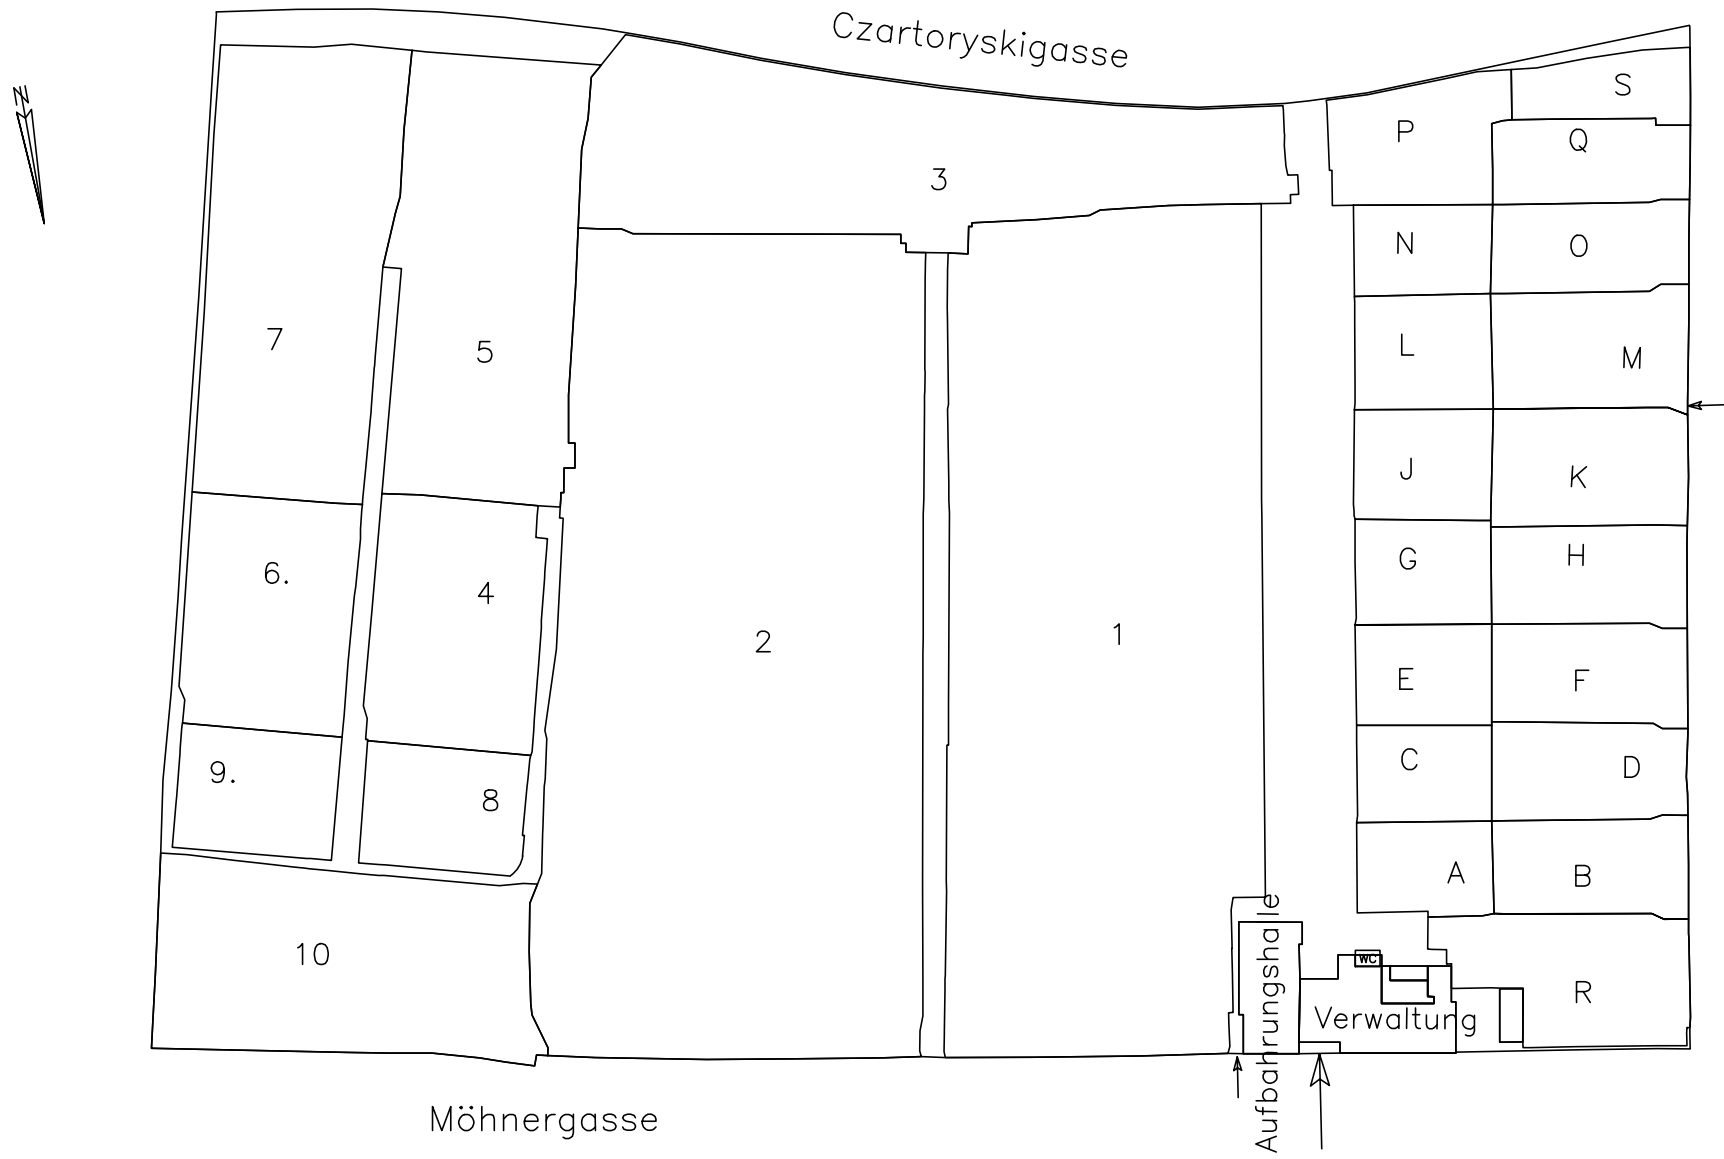 Czartoryskigasse
N
S
P
Q
3
N
O
7
5
L
M
J
K
6.
4
G
H
2
1
E
F
9.
8
C
D
A
B
10
WC
R
Verwaltung
Aufbahrungshalle
Möhnergasse